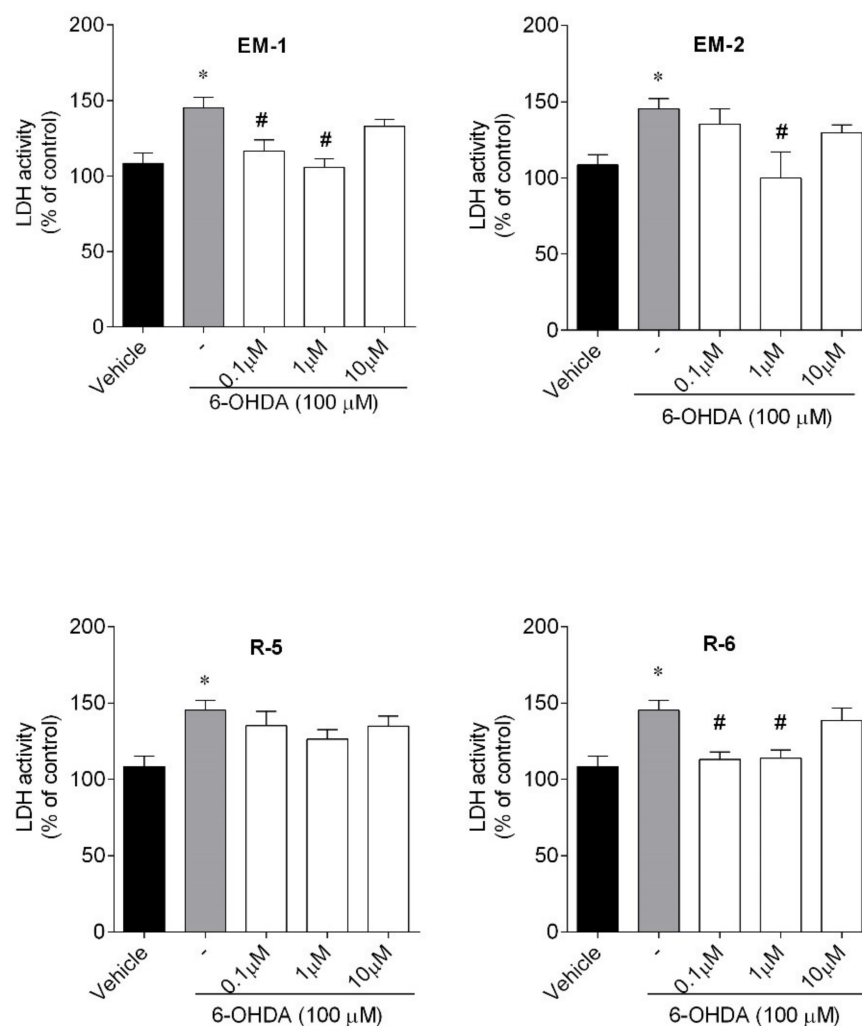 EM-1
LDH activity
(% of control)
200
150
100
50
0
*
#
#
Vehicle
-
0.1µM
1µM
10µM
6-OHDA (100 µM)
EM-2
LDH activity
(% of control)
200
150
100
50
0
*
#
Vehicle
-
0.1µM
1µM
10µM
6-OHDA (100 µM)
R-5
LDH activity
(% of control)
200
150
100
50
0
*
Vehicle
-
0.1µM
1µM
10µM
6-OHDA (100 µM)
R-6
LDH activity
(% of control)
200
150
100
50
0
*
#
#
Vehicle
-
0.1µM
1µM
10µM
6-OHDA (100 µM)